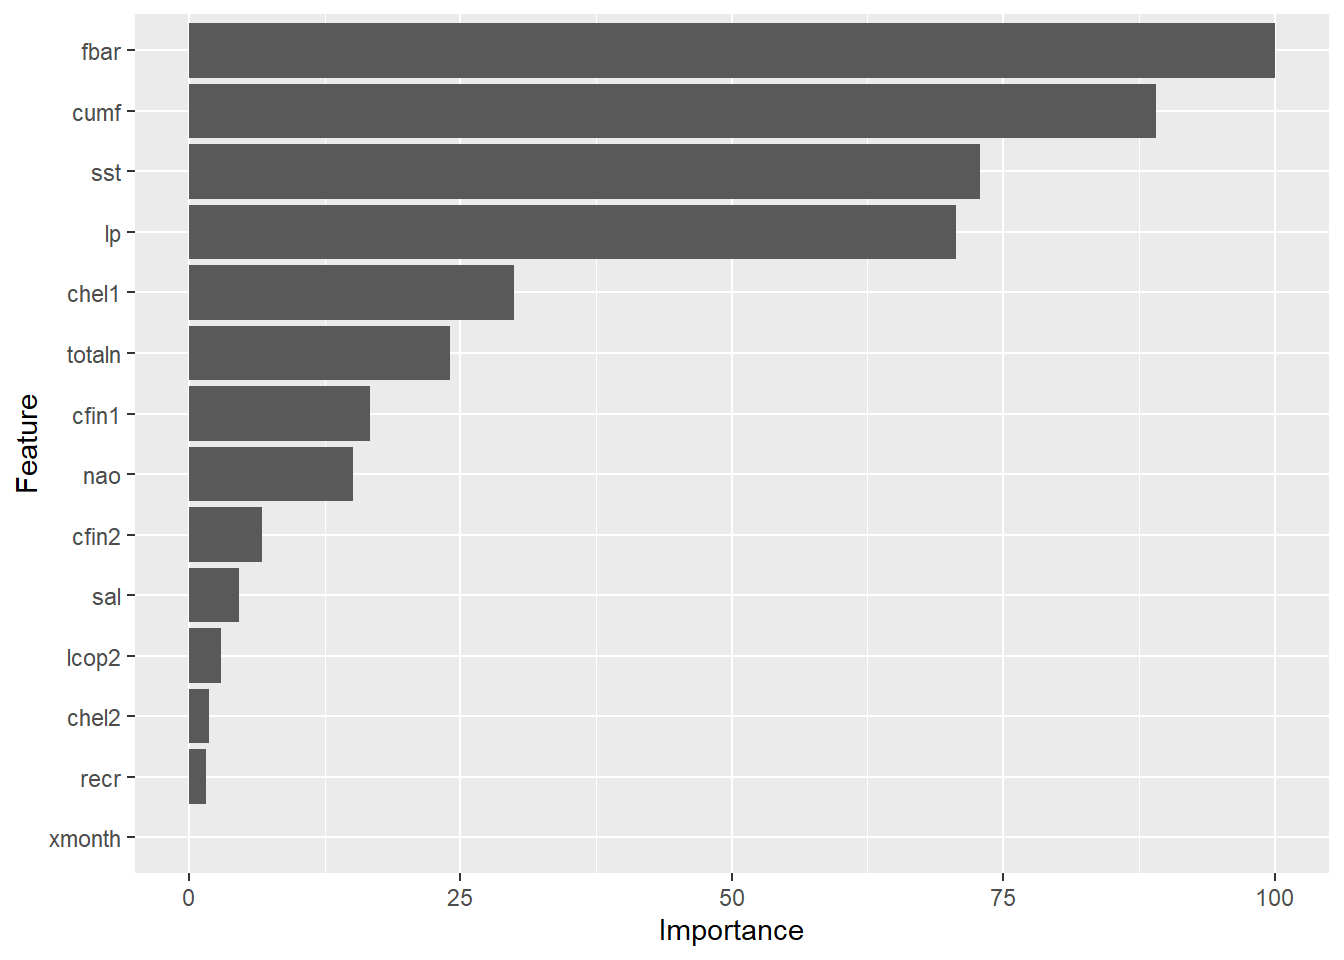 fbar
cumf
sst
lp
chel1
totaln
cfin1
nao
cfin2
sal
lcop2
chel2
recr
xmonth
Feature
0 25 50 75 100
Importance